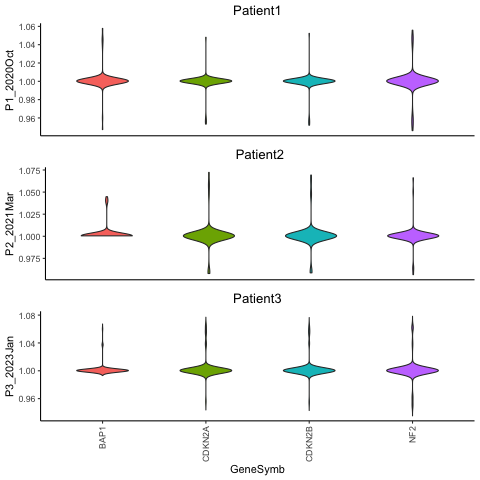 Patient1
P1_2020Oct
1.06
1.04
1.02
1.00
0.98
0.96
Patient2
P2_2021Mar
1.075
1.050
1.025
1.000
0.975
Patient3
P3_2023Jan
1.08
1.04
1.00
0.96
BAP1
CDKN2A
CDKN2B
NF2
GeneSymb